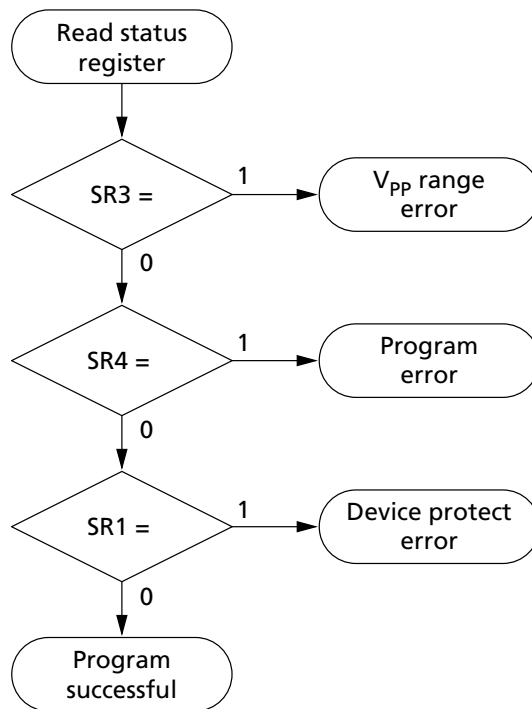 Read status
register
SR3 =
1
V_PP range
error
0
SR4 =
1
Program
error
0
SR1 =
1
Device protect
error
0
Program
successful